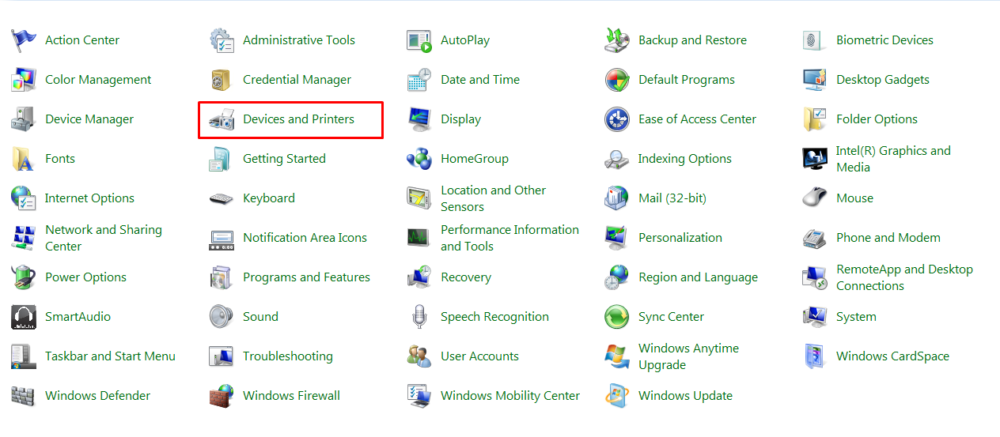 Action Center
Administrative Tools
AutoPlay
Backup and Restore
Biometric Devices
Color Management
Credential Manager
Date and Time
Default Programs
Desktop Gadgets
Device Manager
Devices and Printers
Display
Ease of Access Center
Folder Options
Fonts
Getting Started
HomeGroup
Indexing Options
Intel(R) Graphics and
Media
Internet Options
Keyboard
Location and Other
Sensors
Mail (32-bit)
Mouse
Network and Sharing
Center
Notification Area Icons
Performance Information
and Tools
Personalization
Phone and Modem
Power Options
Programs and Features
Recovery
Region and Language
RemoteApp and Desktop
Connections
SmartAudio
Sound
Speech Recognition
Sync Center
System
Taskbar and Start Menu
Troubleshooting
User Accounts
Windows Anytime
Upgrade
Windows CardSpace
Windows Defender
Windows Firewall
Windows Mobility Center
Windows Update